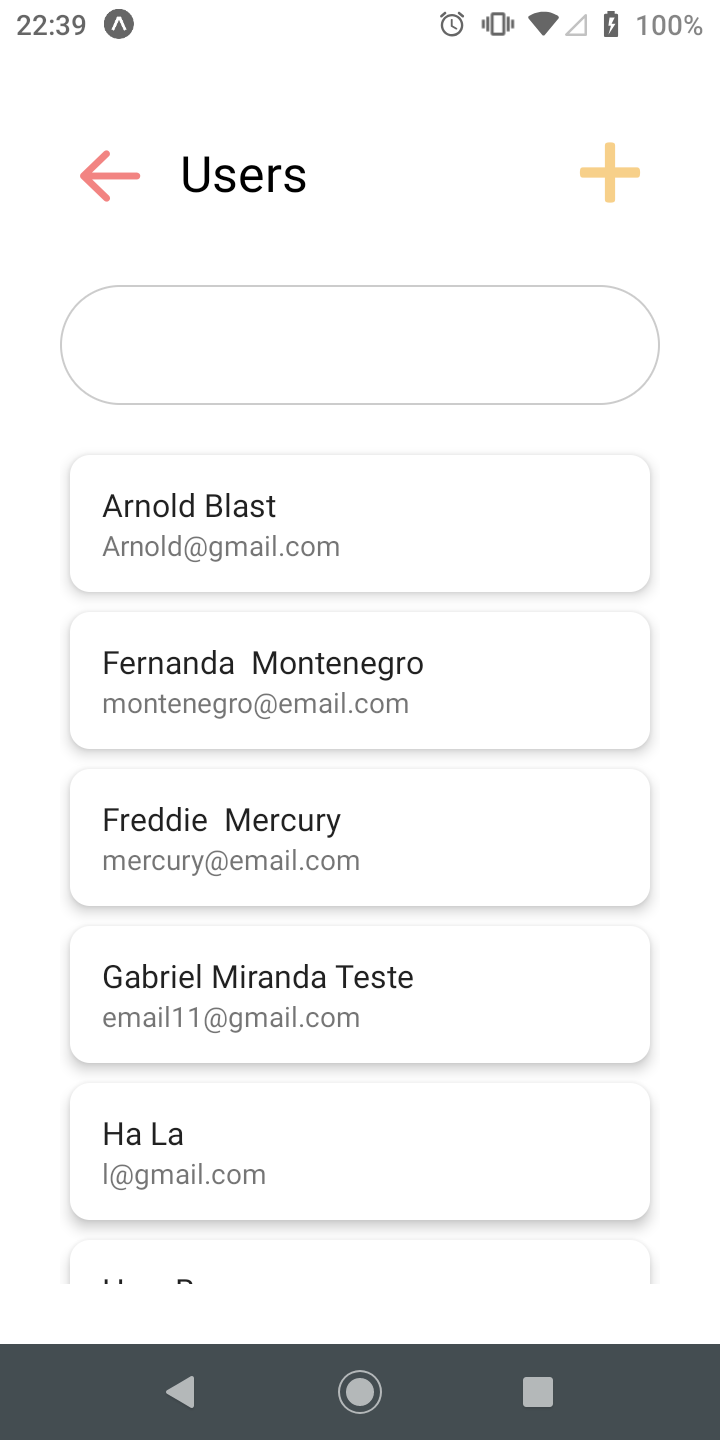 22:39 100%
Users
Arnold Blast
Arnold@gmail.com
Fernanda  Montenegro
montenegro@email.com
Freddie  Mercury
mercury@email.com
Gabriel Miranda Teste
email11@gmail.com
Ha La
l@gmail.com